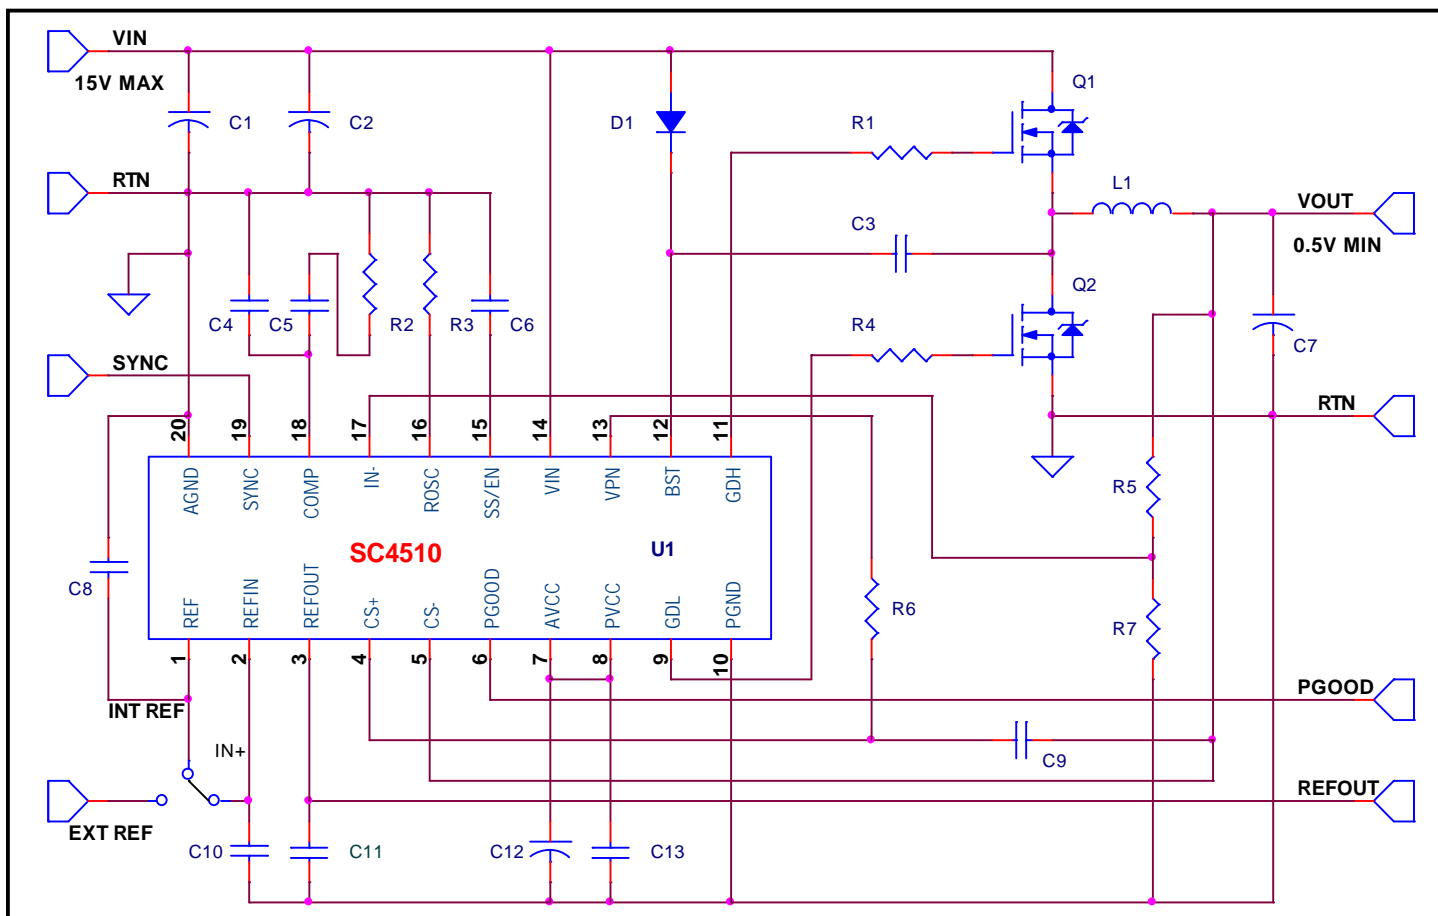 VIN
15V MAX
C1
C2
D1
R1
Q1
RTN
L1
VOUT
0.5V MIN
C3
Q2
C4
C5
R2
R3
C6
R4
C7
SYNC
RTN
20
19
18
17
16
15
14
13
12
11
AGND
SYNC
COMP
IN-
ROSC
SS/EN
VIN
VPN
BST
GDH
R5
SC4510
U1
C8
REF
REFIN
REFOUT
CS+
CS-
PGOOD
AVCC
PVCC
GDL
PGND
R6
R7
1
2
3
4
5
6
7
8
9
10
INT REF
PGOOD
IN+
C9
REFOUT
EXT REF
C10
C11
C12
C13